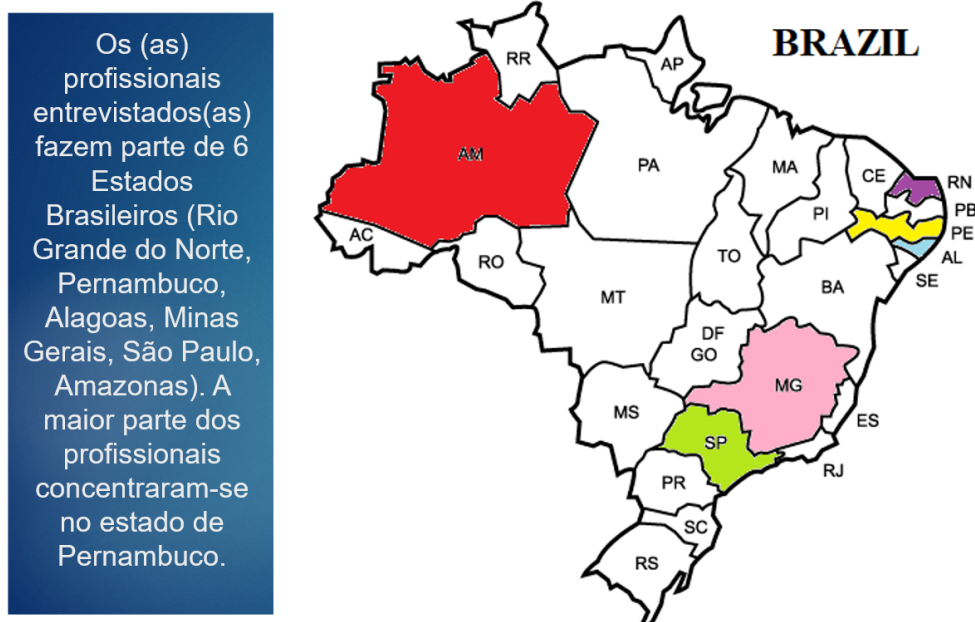 Os (as)
profissionais
entrevistados(as)
fazem parte de 6
Estados
Brasileiros (Rio
Grande do Norte,
Pernambuco,
Alagoas, Minas
Gerais, São Paulo,
Amazonas). A
maior parte dos
profissionais
concentraram-se
no estado de
Pernambuco.
BRAZIL
RR
AP
AM
PA
MA
CE
RN
PB
PI
PE
AC
AL
TO
RO
SE
BA
MT
DF
GO
MG
MS
ES
SP
RJ
PR
SC
RS